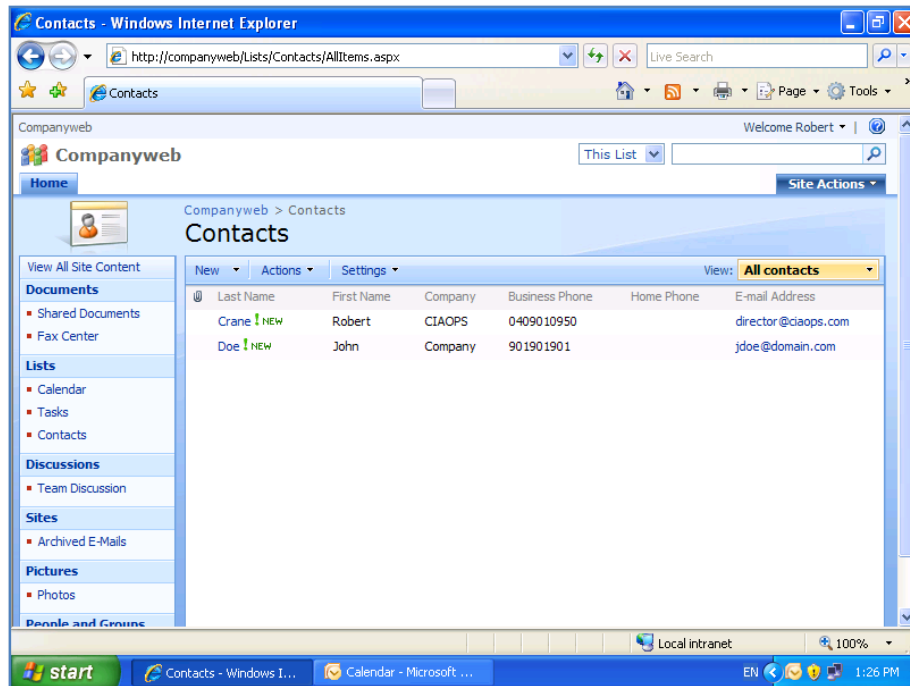 Contacts - Windows Internet Explorer
http://companyweb/Lists/Contacts/AllItems.aspx
Live Search
Contacts
Page
Tools
Companyweb
Welcome Robert
Companyweb
This List
Home
Site Actions
Companyweb > Contacts
Contacts
View All Site Content
New Actions Settings View: All contacts
Documents
Last Name First Name Company Business Phone Home Phone E-mail Address
Shared Documents
Crane ! NEW Robert CIAOPS 0409010950 director@ciaops.com
Fax Center
Doe ! NEW John Company 901901901 jdoe@domain.com
Lists
Calendar
Tasks
Contacts
Discussions
Team Discussion
Sites
Archived E-Mails
Pictures
Photos
People and Groups
Local intranet 100%
start Contacts - Windows I... Calendar - Microsoft ... EN 1:26 PM